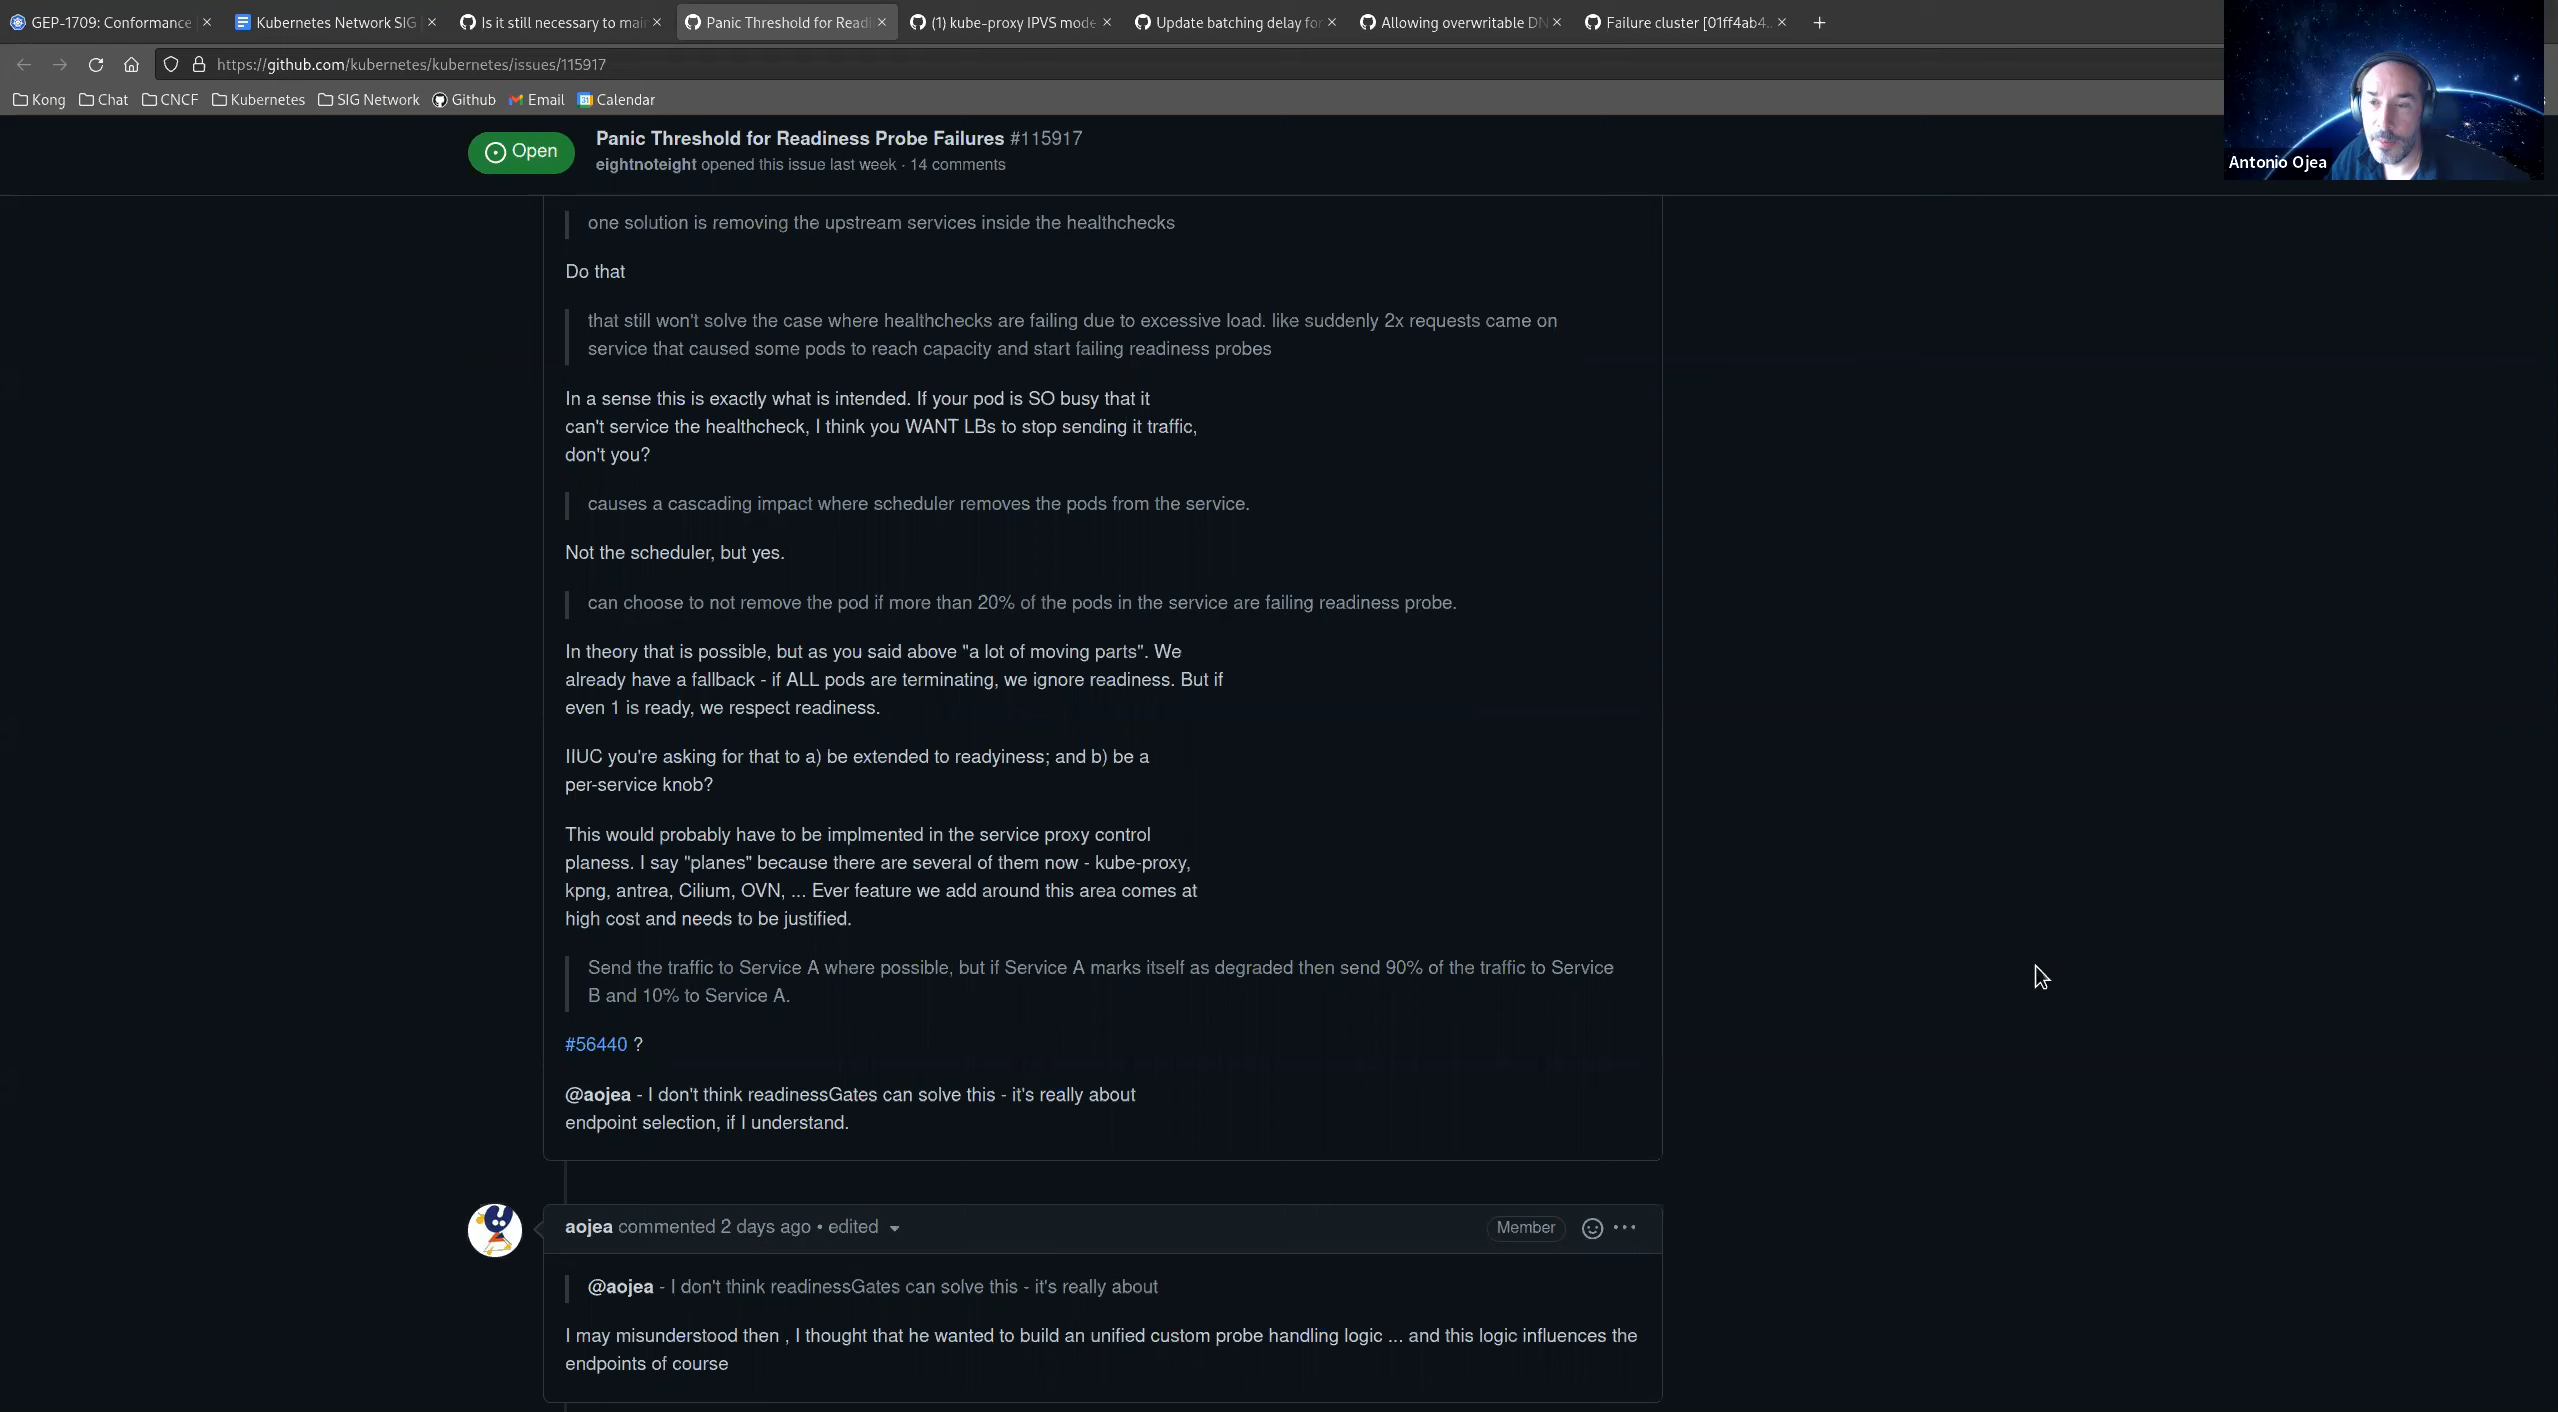 GEP-1709: Conformance
Kubernetes Network SIG
Is it still necessary to mai
Panic Threshold for Readi
(1) kube-proxy IPVS mode
Update batching delay for
Allowing overwritable DN
Failure cluster [01ff4ab4..
https://github.com/kubernetes/kubernetes/issues/115917
Kong Chat CNCF Kubernetes SIG Network Github Email Calendar
Antonio Ojea
Open
Panic Threshold for Readiness Probe Failures #115917
eightnoteight opened this issue last week · 14 comments
one solution is removing the upstream services inside the healthchecks
Do that
that still won't solve the case where healthchecks are failing due to excessive load. like suddenly 2x requests came on
service that caused some pods to reach capacity and start failing readiness probes
In a sense this is exactly what is intended. If your pod is SO busy that it
can't service the healthcheck, I think you WANT LBs to stop sending it traffic,
don't you?
causes a cascading impact where scheduler removes the pods from the service.
Not the scheduler, but yes.
can choose to not remove the pod if more than 20% of the pods in the service are failing readiness probe.
In theory that is possible, but as you said above "a lot of moving parts". We
already have a fallback - if ALL pods are terminating, we ignore readiness. But if
even 1 is ready, we respect readiness.
IIUC you're asking for that to a) be extended to readyiness; and b) be a
per-service knob?
This would probably have to be implmented in the service proxy control
planess. I say "planes" because there are several of them now - kube-proxy,
kpng, antrea, Cilium, OVN, ... Ever feature we add around this area comes at
high cost and needs to be justified.
Send the traffic to Service A where possible, but if Service A marks itself as degraded then send 90% of the traffic to Service
B and 10% to Service A.
#56440 ?
@aojea - I don't think readinessGates can solve this - it's really about
endpoint selection, if I understand.
aojea commented 2 days ago • edited
Member
@aojea - I don't think readinessGates can solve this - it's really about
I may misunderstood then , I thought that he wanted to build an unified custom probe handling logic ... and this logic influences the
endpoints of course